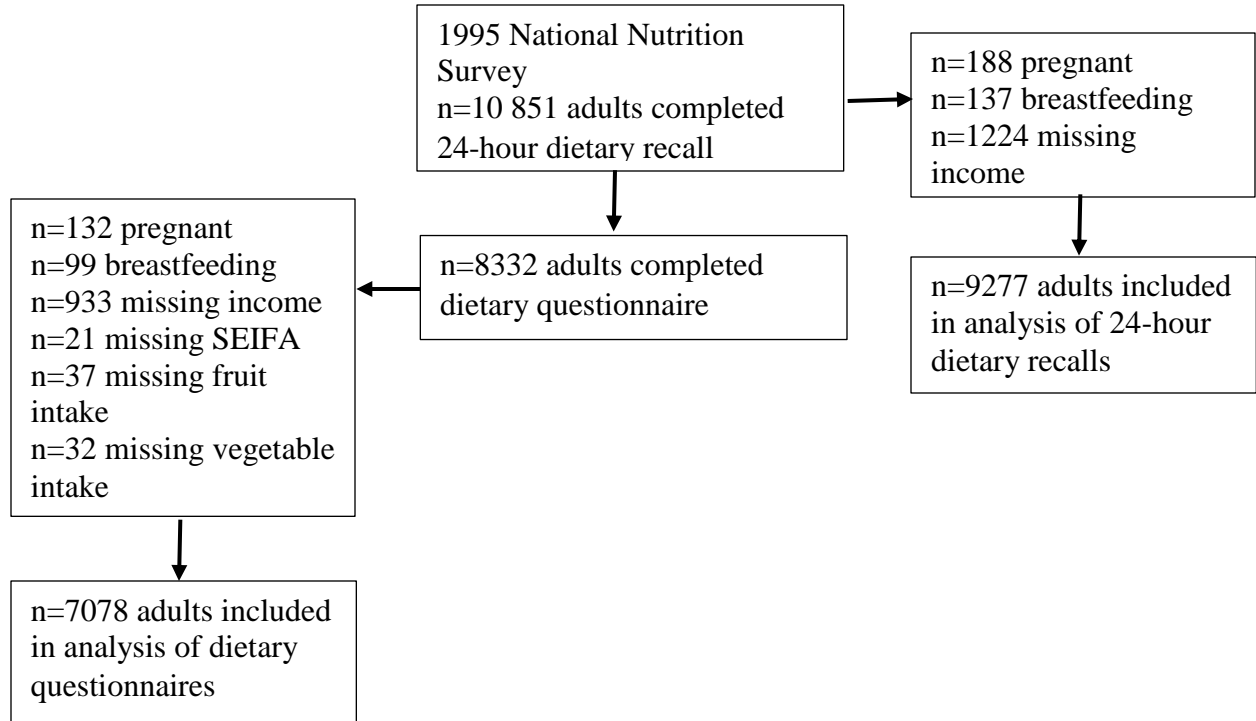 1995 National Nutrition
Survey
n=10 851 adults completed
24-hour dietary recall
n=188 pregnant
n=137 breastfeeding
n=1224 missing
income
n=132 pregnant
n=99 breastfeeding
n=933 missing income
n=21 missing SEIFA
n=37 missing fruit
intake
n=32 missing vegetable
intake
n=8332 adults completed
dietary questionnaire
n=9277 adults included
in analysis of 24-hour
dietary recalls
n=7078 adults included
in analysis of dietary
questionnaires